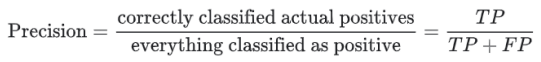 Precision = correctly classified actual positives / everything classified as positive = TP / TP + FP